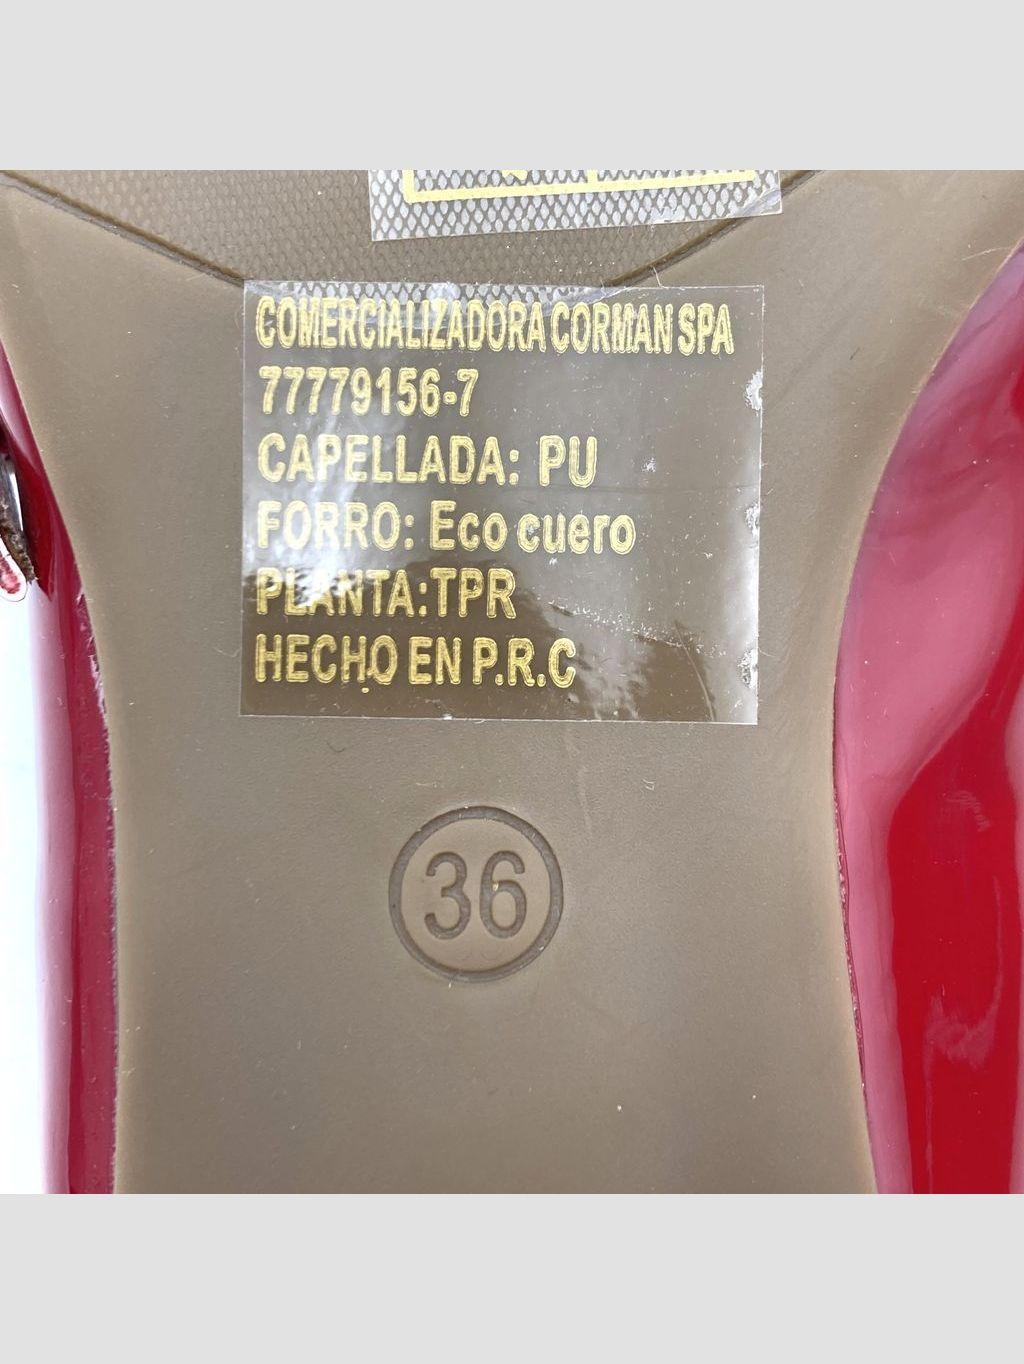 COMERCIALIZADORA CORMAN SPA
77779156-7
CAPELLADA: PU
FORRO: Eco cuero
PLANTA:TPR
HECHO EN P.R.C
36